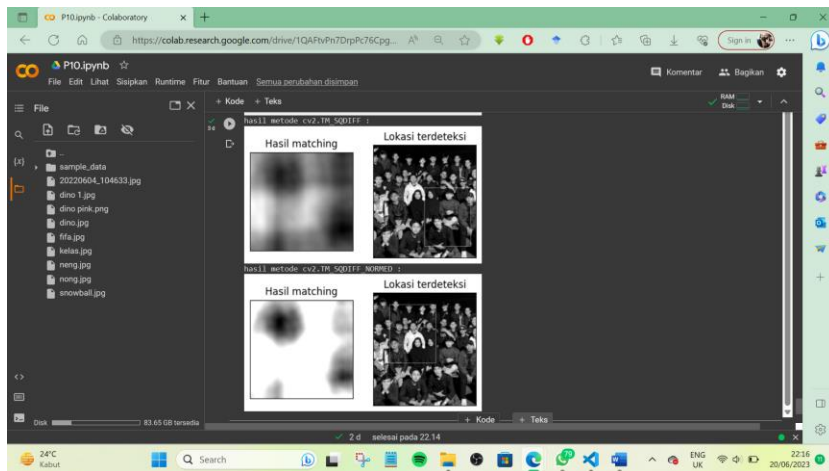 P10.ipynb - Colaboratory
https://colab.research.google.com/drive/1QAFtvPn7DrpPc76Cpg...
Sign in
P10.ipynb
File Edit Lihat Sisipkan Runtime Fitur Bantuan Semua perubahan disimpan
Komentar Bagikan
File
+ Kode + Teks
RAM
Disk
..
sample_data
20220604_104633.jpg
dino 1.jpg
dino pink.png
dino.jpg
fifa.jpg
kelas.jpg
neng.jpg
nong.jpg
snowball.jpg
Disk 83.65 GB tersedia
hasil metode cv2.TM_SQDIFF :
Hasil matching Lokasi terdeteksi
hasil metode cv2.TM_SQDIFF_NORMED :
Hasil matching Lokasi terdeteksi
+ Kode + Teks
2 d selesai pada 22.14
24°C
Kabut
Search
ENG
UK
22:16
20/06/2023